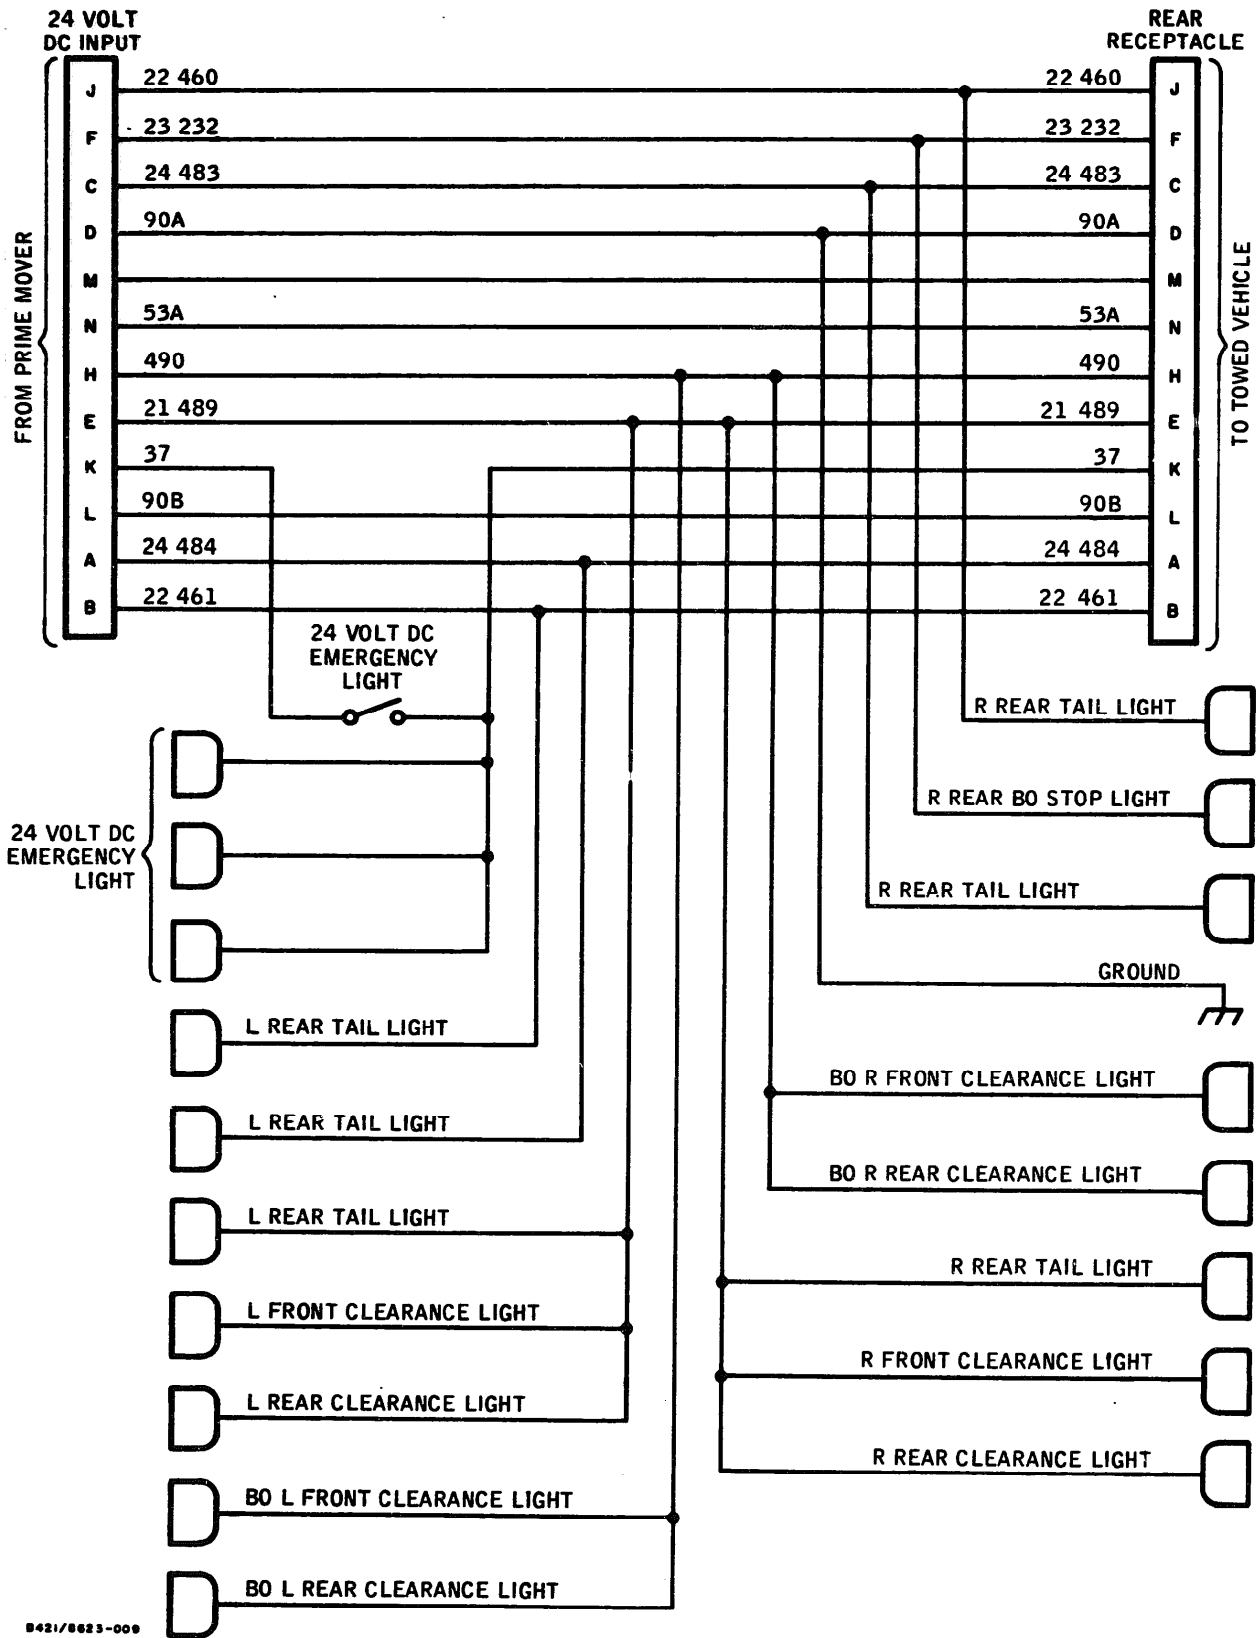 24 VOLT
DC INPUT
REAR
RECEPTACLE
J 22 460 22 460 J
F 23 232 23 232 F
C 24 483 24 483 C
D 90A 90A D
M M
N 53A 53A N
H 490 490 H
E 21 489 21 489 E
K 37 37 K
L 90B 90B L
A 24 484 24 484 A
B 22 461 22 461 B
FROM PRIME MOVER
TO TOWED VEHICLE
24 VOLT DC
EMERGENCY
LIGHT
R REAR TAIL LIGHT
R REAR BO STOP LIGHT
24 VOLT DC
EMERGENCY
LIGHT
R REAR TAIL LIGHT
GROUND
L REAR TAIL LIGHT
BO R FRONT CLEARANCE LIGHT
L REAR TAIL LIGHT
BO R REAR CLEARANCE LIGHT
L REAR TAIL LIGHT
R REAR TAIL LIGHT
L FRONT CLEARANCE LIGHT
R FRONT CLEARANCE LIGHT
L REAR CLEARANCE LIGHT
R REAR CLEARANCE LIGHT
BO L FRONT CLEARANCE LIGHT
BO L REAR CLEARANCE LIGHT
B421/8623-009